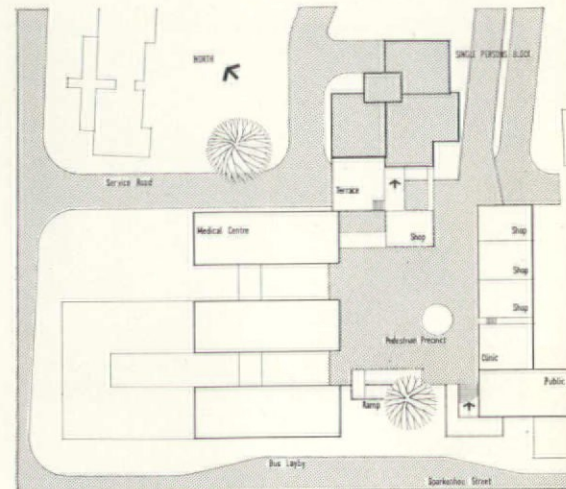 SINGLE PERSONS BLOCK
NORTH
Service Road
Terrace
Medical Centre
Shop
Shop
Shop
Shop
Pedestrian Precinct
Clinic
Public
Ramp
Bus Layby
Sparkenhoe Street